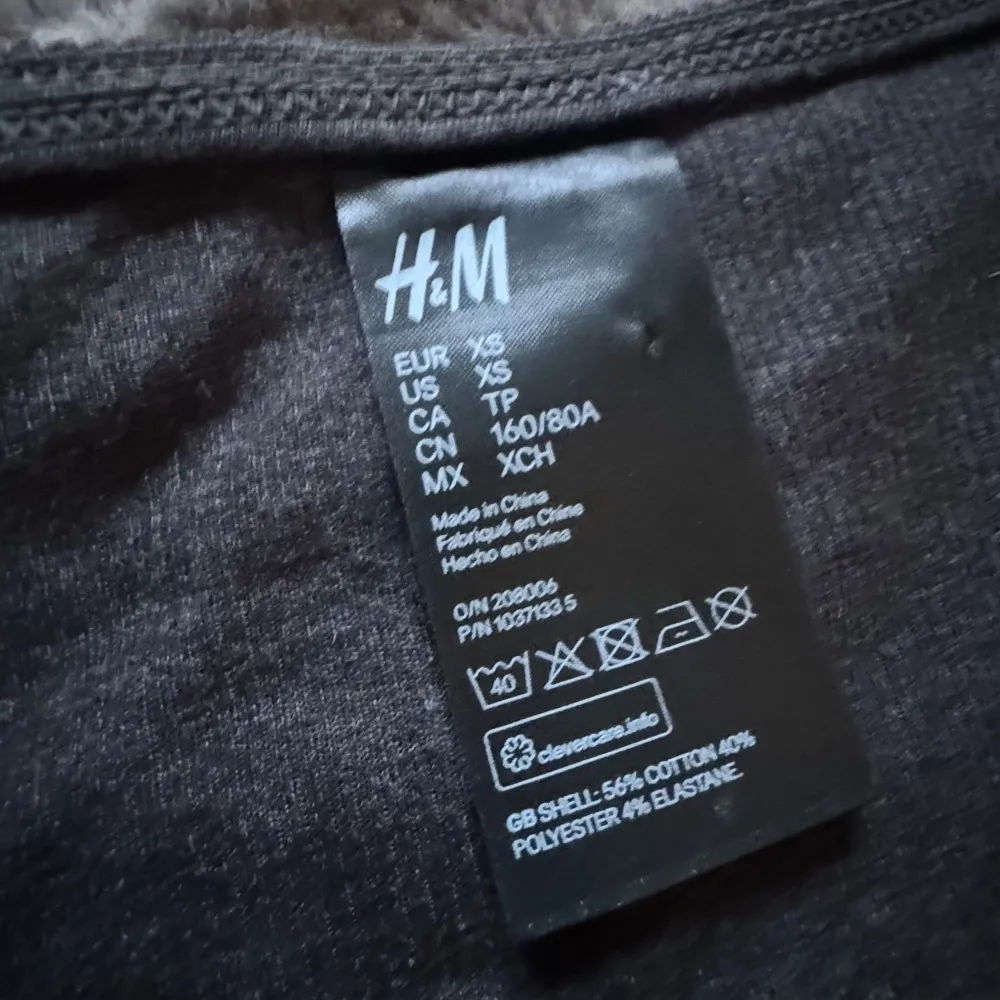 H&M
EUR XS
US XS
CA TP
CN 160/80A
MX XCH
Made in China
Fabriqué en Chine
Hecho en China
O/N 208006
P/N 1037133 5
40
clevercare.info
GB SHELL: 56% COTTON 40%
POLYESTER 4% ELASTANE